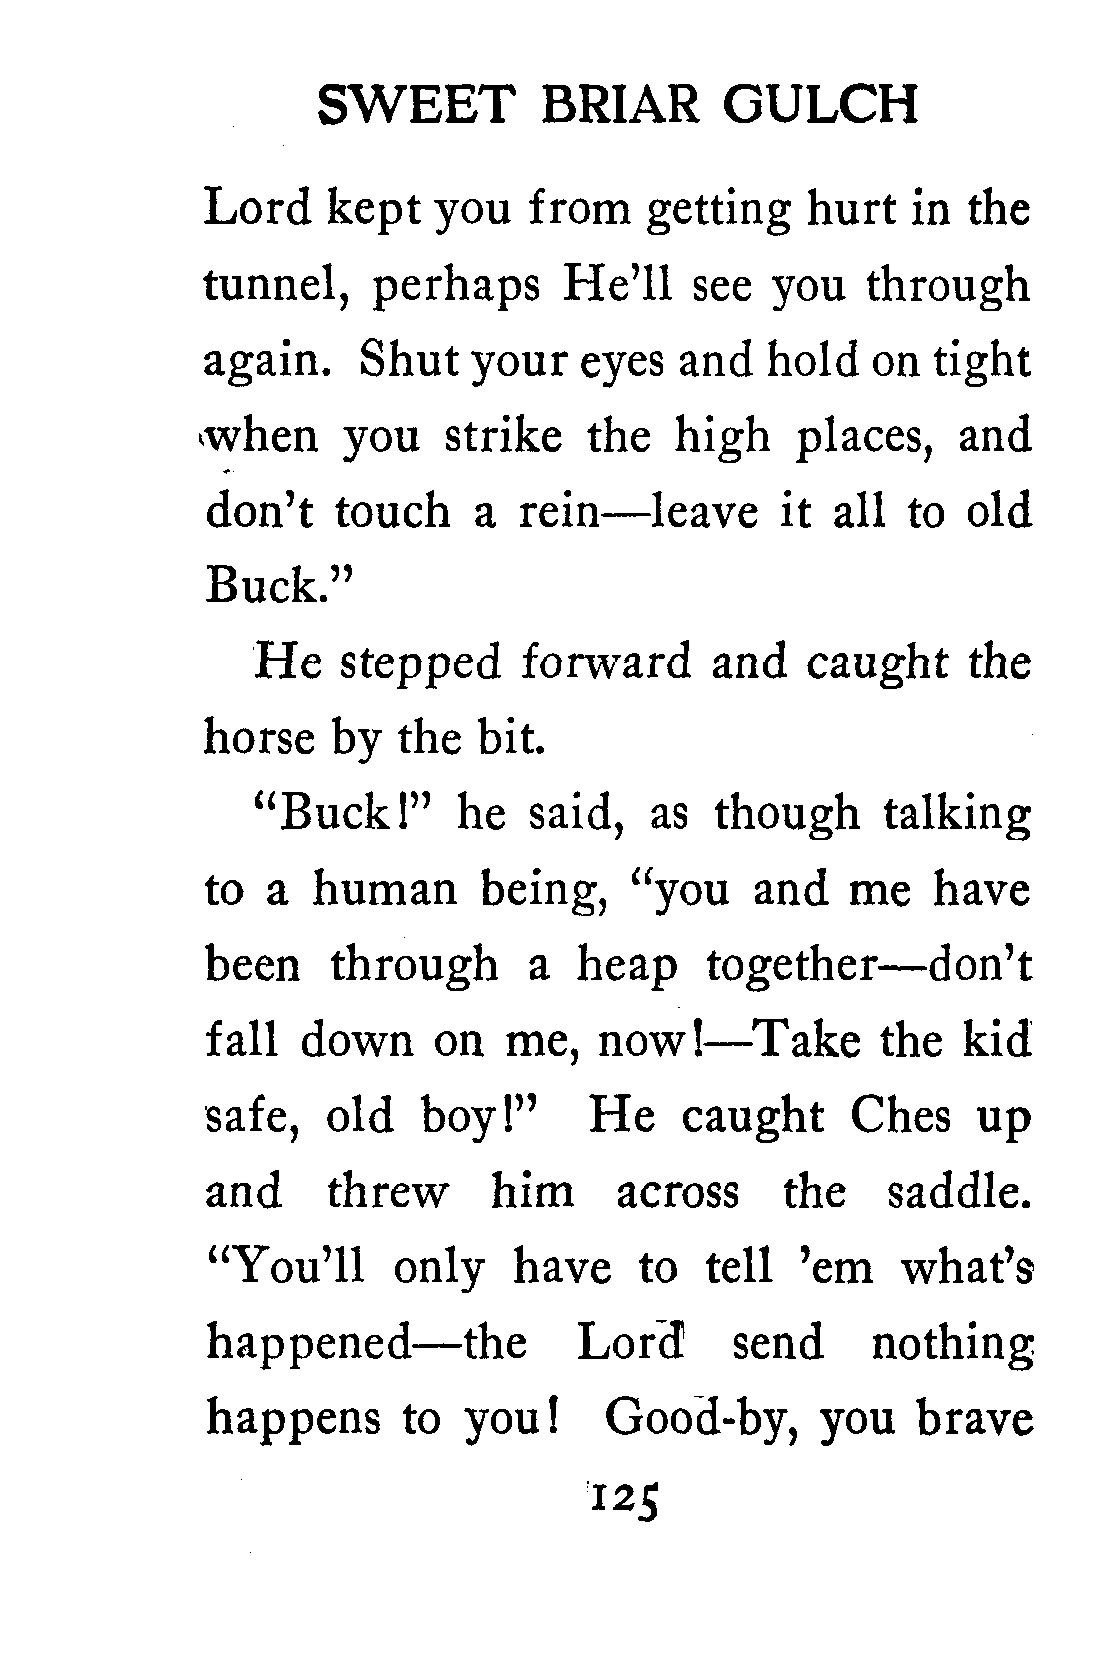 SWEET BRIAR GULCH
Lord kept you from getting hurt in the
tunnel, perhaps He’ll see you through
again. Shut your eyes and hold on tight
when you strike the high places, and
don’t touch a rein—leave it all to old
Buck.”
He stepped forward and caught the
horse by the bit.
“Buck!” he said, as though talking
to a human being, “you and me have
been through a heap together—don’t
fall down on me, now!—Take the kid
safe, old boy!” He caught Ches up
and threw him across the saddle.
“You’ll only have to tell ’em what’s
happened—the Lord send nothing
happens to you! Good-by, you brave
125